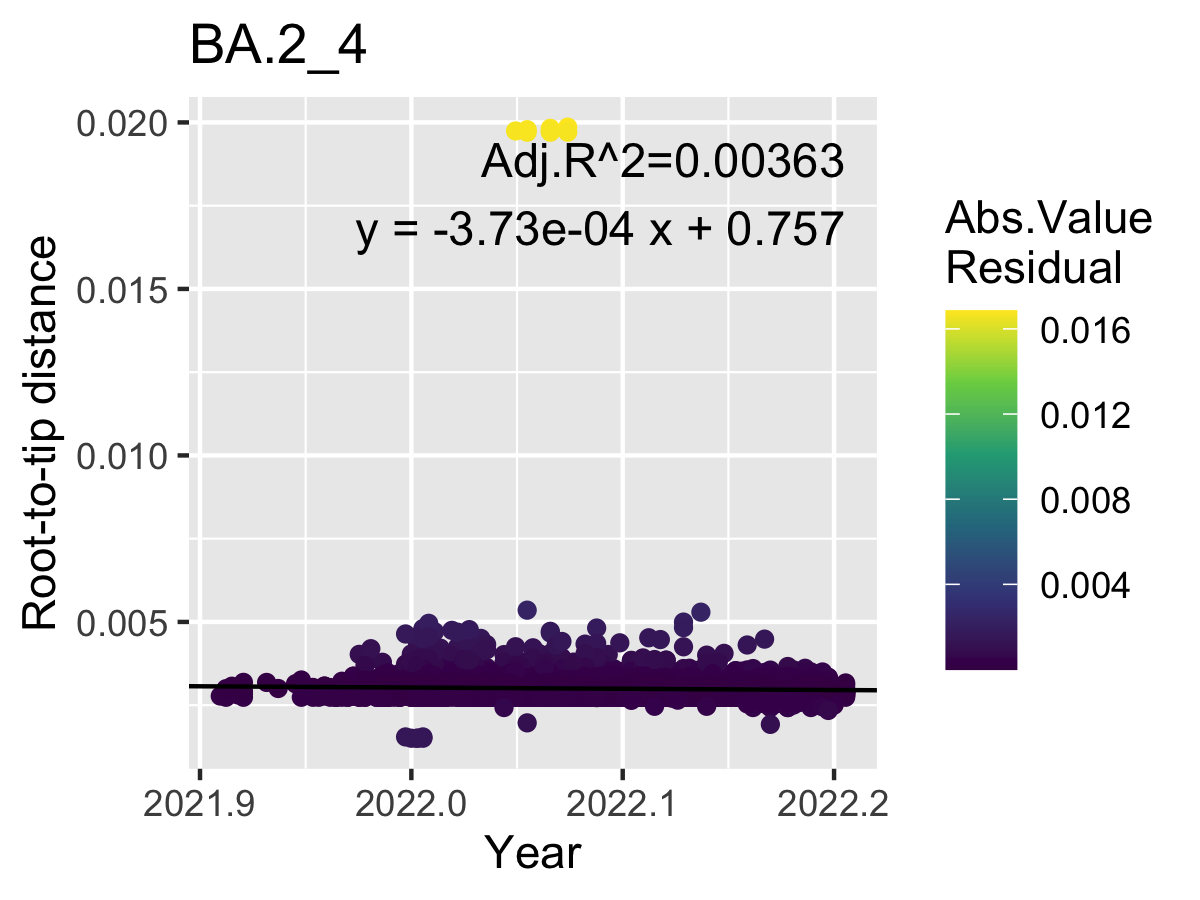 BA.2_4
0.020
0.015
0.010
0.005
Root-to-tip distance
Adj.R^2=0.00363
y = -3.73e-04 x + 0.757
2021.9
2022.0
2022.1
2022.2
Year
Abs.Value
Residual
0.016
0.012
0.008
0.004